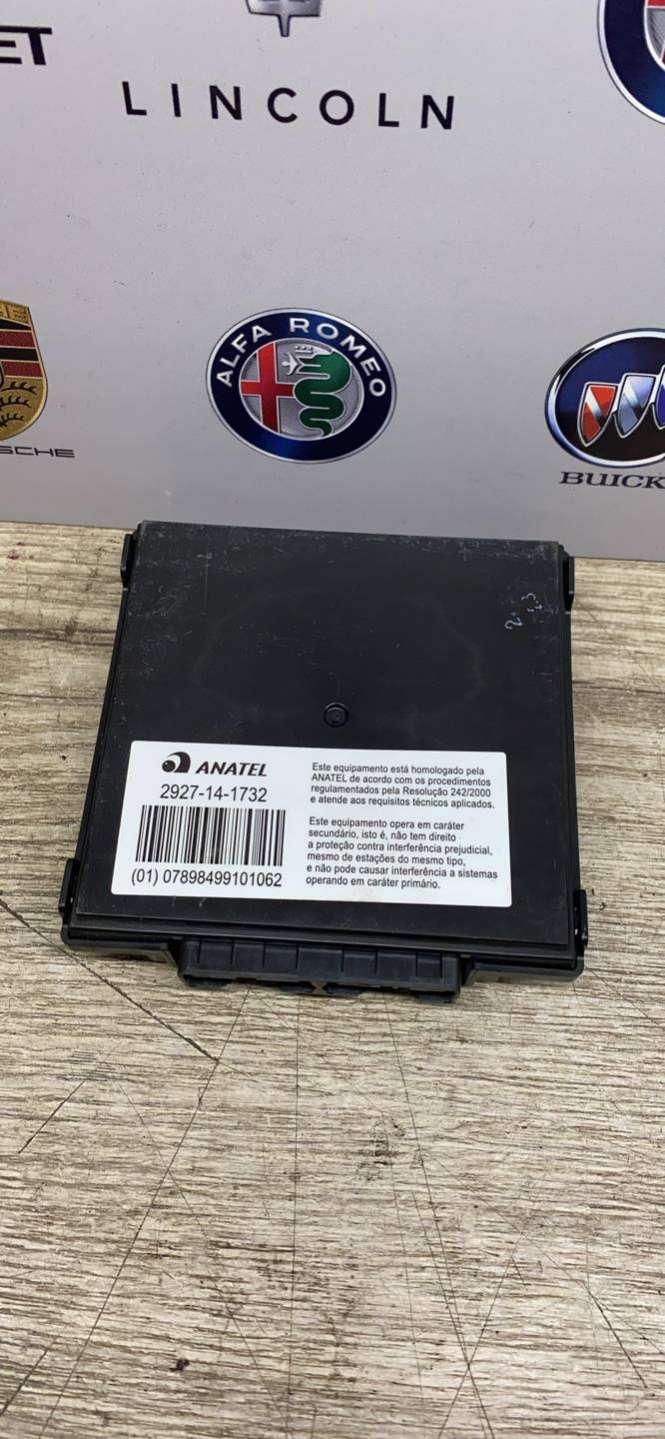 ET
LINCOLN
ALFA ROMEO
SCHE
BUICK
ANATEL
2927-14-1732
(01) 07898499101062
Este equipamento está homologado pela
ANATEL de acordo com os procedimentos
regulamentados pela Resolução 242/2000
e atende aos requisitos técnicos aplicados.
Este equipamento opera em caráter
secundário, isto é, não tem direito
a proteção contra interferência prejudicial,
mesmo de estações do mesmo tipo,
e não pode causar interferência a sistemas
operando em caráter primário.